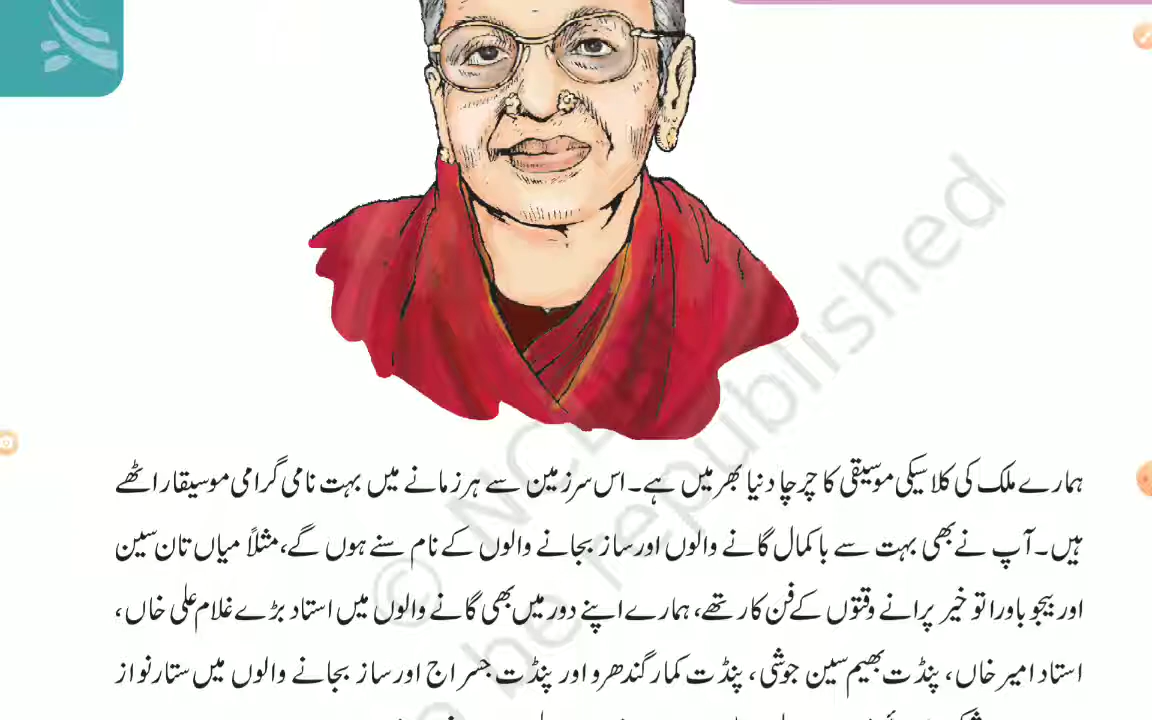 ہمارے ملک کی کلاسیکی موسیقی کا چرچا دنیا بھر میں ہے۔ اس سرزمین سے ہر زمانے میں بہت نامی گرامی موسیقار اٹھے
ہیں۔ آپ نے بھی بہت سے باکمال گانے والوں اور ساز بجانے والوں کے نام سنے ہوں گے، مثلاً میاں تان سین
اور بیجو باورا تو خیر پرانے وقتوں کے فن کار تھے، ہمارے اپنے دور میں بھی گانے والوں میں استاد بڑے غلام علی خاں،
استاد امیر خاں، پنڈت بھیم سین جوشی، پنڈت کمار گندھرو اور پنڈت جسراج اور ساز بجانے والوں میں ستار نواز
© NCE
be republished